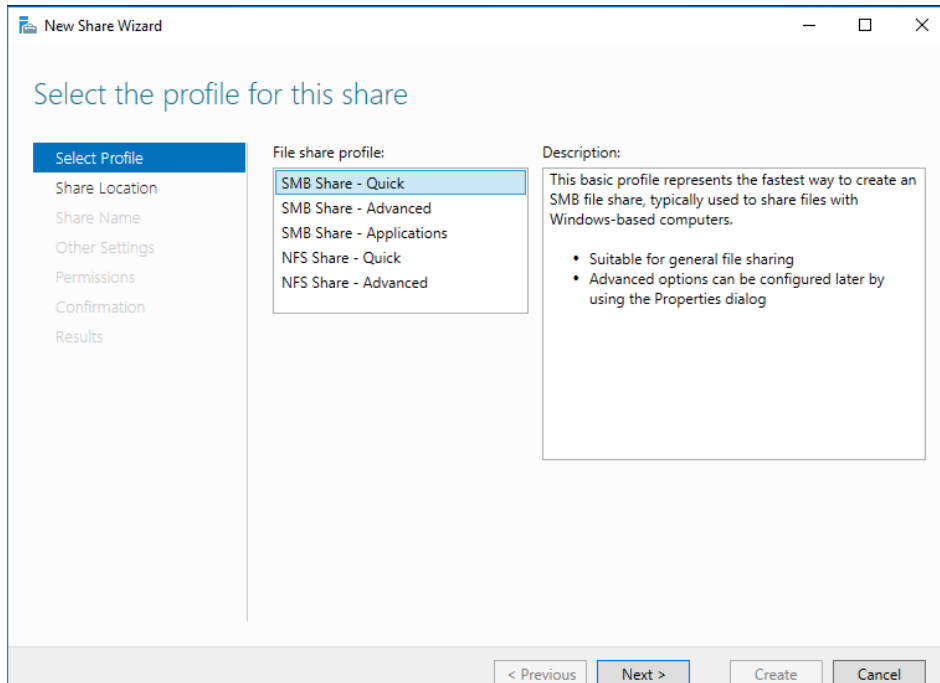 New Share Wizard
Select the profile for this share
Select Profile
Share Location
Share Name
Other Settings
Permissions
Confirmation
Results
File share profile:
SMB Share - Quick
SMB Share - Advanced
SMB Share - Applications
NFS Share - Quick
NFS Share - Advanced
Description:
This basic profile represents the fastest way to create an
SMB file share, typically used to share files with
Windows-based computers.
• Suitable for general file sharing
• Advanced options can be configured later by
using the Properties dialog
< Previous
Next >
Create
Cancel